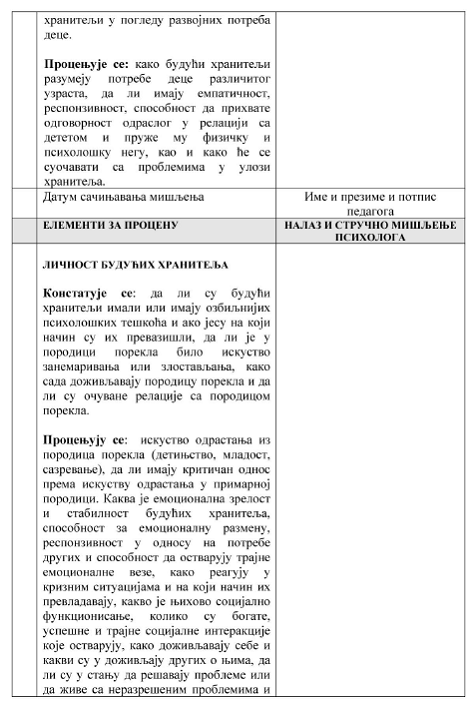 хранитељи у погледу развојних потреба
деце.
Процењује се: како будући хранитељи
разумеју потребе деце различитог
узраста, да ли имају емпатичност,
респонзивност, способност да прихвате
одговорност одраслог у релацији са
дететом и пруже му физичку и
психолошку негу, као и како ће се
суочавати са проблемима у улози
хранитеља.
Датум сачињавања мишљења
Име и презиме и потпис
педагога
ЕЛЕМЕНТИ ЗА ПРОЦЕНУ
НАЛАЗ И СТРУЧНО МИШЉЕЊЕ
ПСИХОЛОГА
ЛИЧНОСТ БУДУЋИХ ХРАНИТЕЉА
Констатује се: да ли су будући
хранитељи имали или имају озбиљнијих
психолошких тешкоћа и ако јесу на који
начин су их превазишли, да ли је у
породици порекла било искуство
занемаривања или злостављања, како
сада доживљавају породицу порекла и да
ли су очуване релације са породицом
порекла.
Процењују се: искуство одрастања из
породица порекла (детињство, младост,
сазревање), да ли имају критичан однос
према искуству одрастања у примарној
породици. Каква је емоционална зрелост
и стабилност будућих хранитеља,
способност за емоционалну размену,
респонзивност у односу на потребе
других и способност да остварују трајне
емоционалне везе, како реагују у
кризним ситуацијама и на који начин их
превладавају, какво је њихово социјално
функционисање, колико су богате,
успешне и трајне социјалне интеракције
које остварују, како доживљавају себе и
какви су у доживљају других о њима, да
ли су у стању да решавају проблеме или
да живе са неразрешеним проблемима и